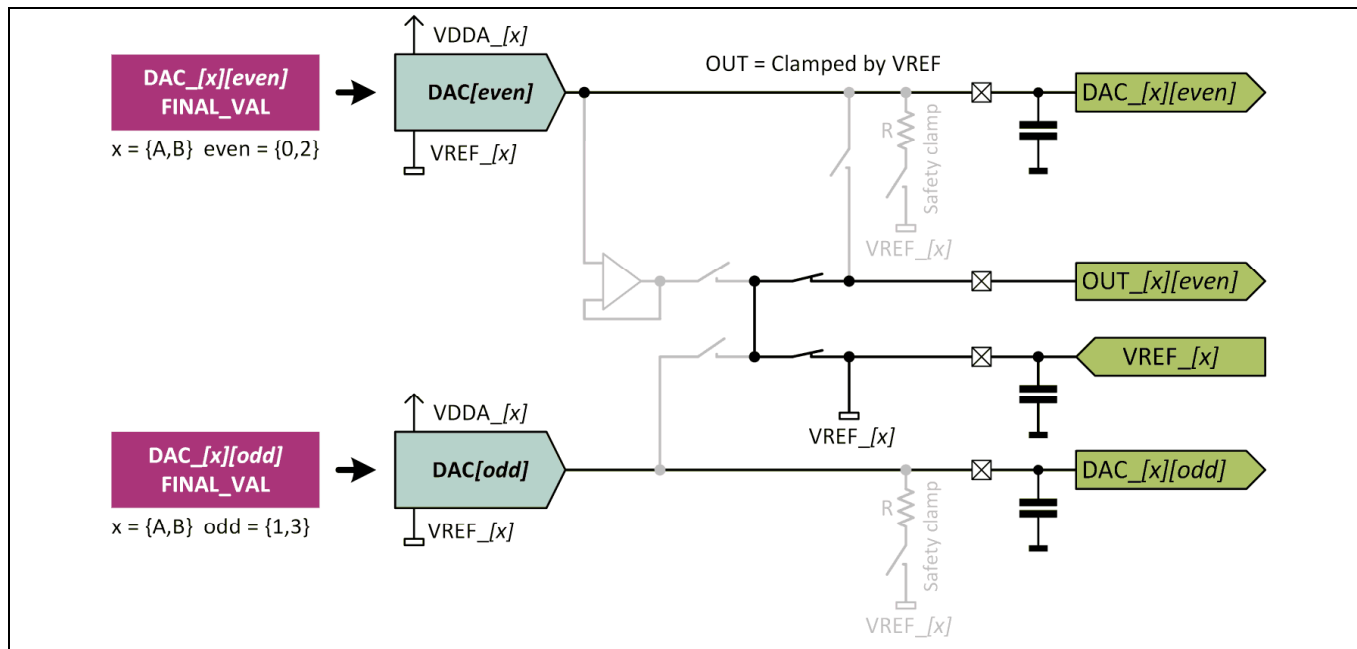 VDDA_[x]
DAC_[x][even]
FINAL_VAL
x = {A,B} even = {0,2}
DAC[even]
VREF_[x]
OUT = Clamped by VREF
R
Safety clamp
VREF_[x]
DAC_[x][even]
OUT_[x][even]
VREF_[x]
VREF_[x]
VDDA_[x]
DAC_[x][odd]
FINAL_VAL
x = {A,B} odd = {1,3}
DAC[odd]
VREF_[x]
R
Safety clamp
VREF_[x]
DAC_[x][odd]